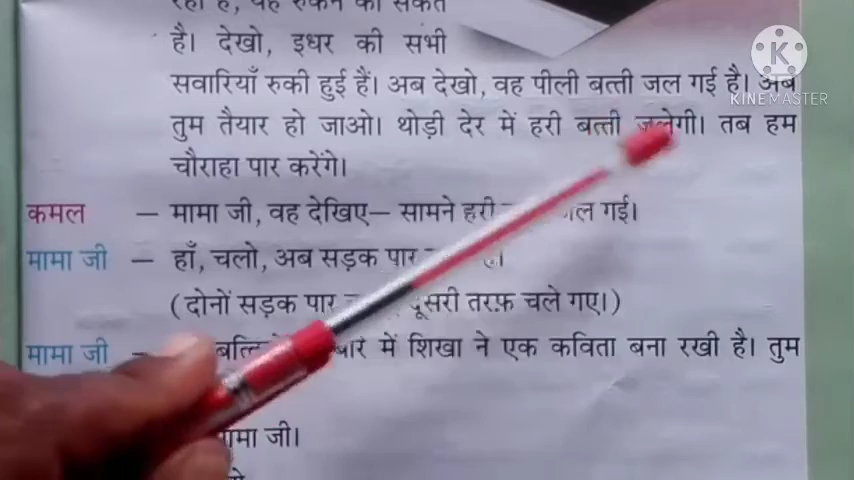 है। देखो, इधर की सभी
सवारियाँ रुकी हुई हैं। अब देखो, वह पीली बत्ती जल गई है। अब
KINEMASTER
तुम तैयार हो जाओ। थोड़ी देर में हरी बत्ती जलेगी। तब हम
चौराहा पार करेंगे।
कमल – मामा जी, वह देखिए– सामने हरी गई।
मामा जी – हाँ, चलो, अब सड़क पार
(दोनों सड़क पार दूसरी तरफ़ चले गए।)
मामा जी – बारे में शिखा ने एक कविता बना रखी है। तुम
जी।